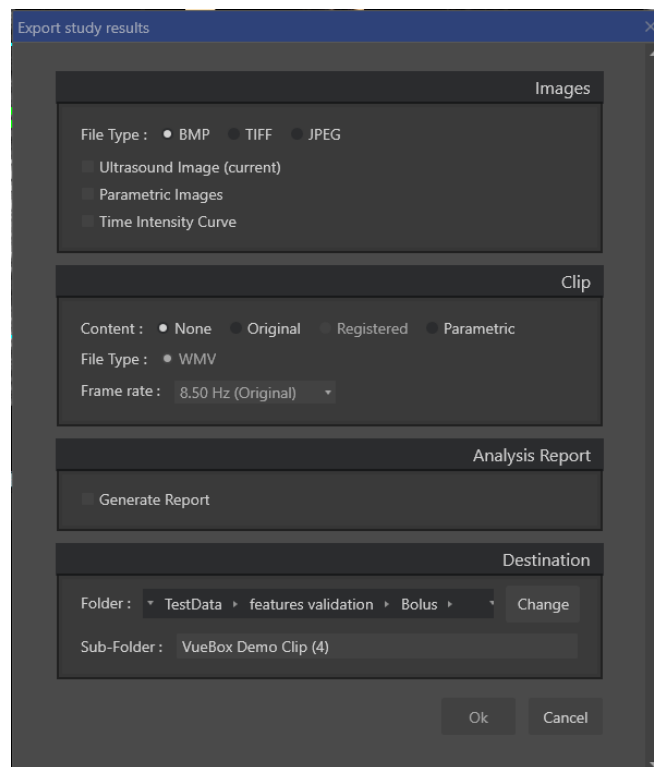 Export study results
Images
File Type : BMP TIFF JPEG
Ultrasound Image (current)
Parametric Images
Time Intensity Curve
Clip
Content : None Original Registered Parametric
File Type : WMV
Frame rate : 8.50 Hz (Original)
Analysis Report
Generate Report
Destination
Folder : TestData features validation Bolus Change
Sub-Folder : VueBox Demo Clip (4)
Ok Cancel